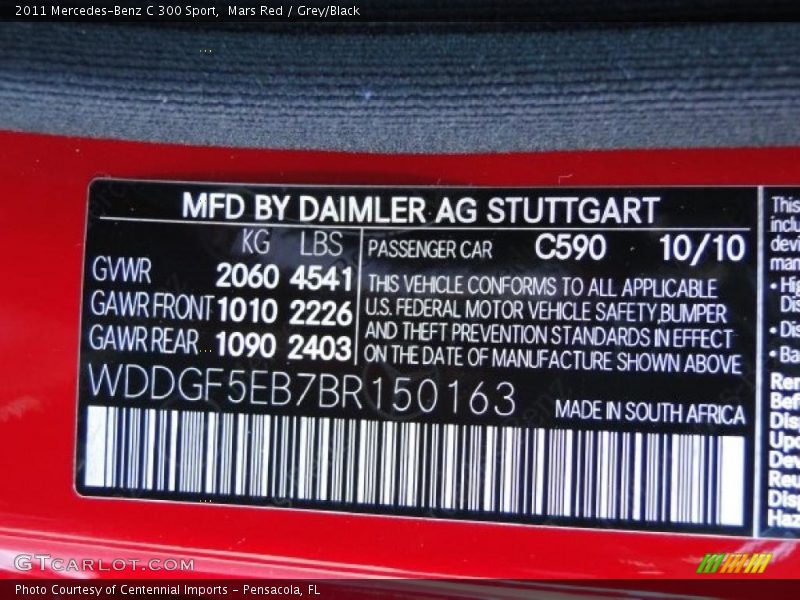 2011 Mercedes-Benz C 300 Sport,  Mars Red / Grey/Black
MFD BY DAIMLER AG STUTTGART
KG LBS
GVWR 2060 4541
GAWR FRONT 1010 2226
GAWR REAR 1090 2403
PASSENGER CAR C590 10/10
THIS VEHICLE CONFORMS TO ALL APPLICABLE
U.S. FEDERAL MOTOR VEHICLE SAFETY,BUMPER
AND THEFT PREVENTION STANDARDS IN EFFECT
ON THE DATE OF MANUFACTURE SHOWN ABOVE
WDDGF5EB7BR150163
MADE IN SOUTH AFRICA
This
GTCARLOT.COM
Photo Courtesy of Centennial Imports - Pensacola, FL